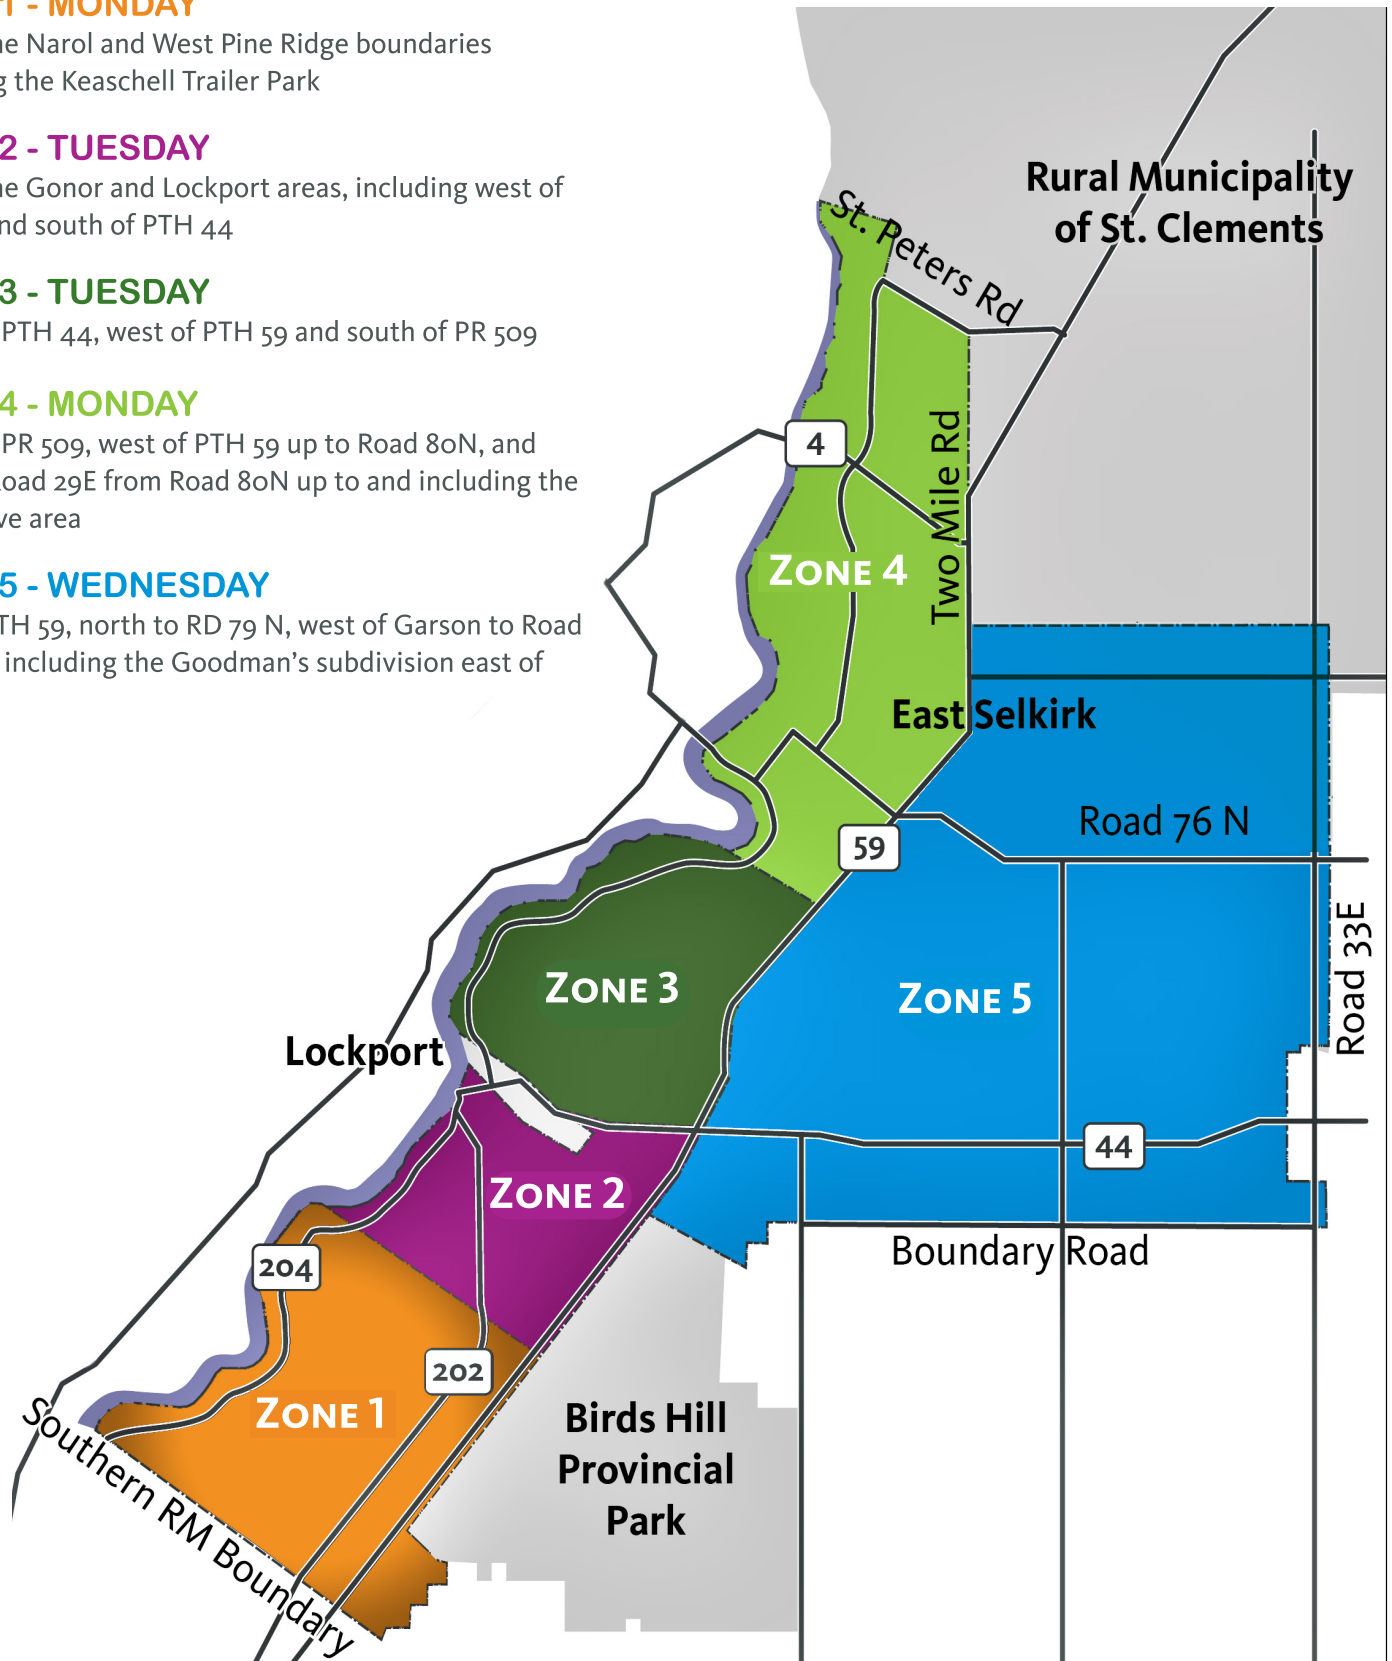 1 - MONDAY
ne Narol and West Pine Ridge boundaries
g the Keaschell Trailer Park
2 - TUESDAY
ne Gonor and Lockport areas, including west of
nd south of PTH 44
3 - TUESDAY
PTH 44, west of PTH 59 and south of PR 509
4 - MONDAY
PR 509, west of PTH 59 up to Road 80N, and
oad 29E from Road 80N up to and including the
ve area
5 - WEDNESDAY
TH 59, north to RD 79 N, west of Garson to Road
including the Goodman's subdivision east of
Rural Municipality
of St. Clements
St. Peters Rd
4
Two Mile Rd
ZONE 4
East Selkirk
Road 76 N
59
Road 33E
ZONE 3
ZONE 5
Lockport
44
ZONE 2
Boundary Road
204
202
ZONE 1
Birds Hill
Provincial
Park
Southern RM Boundary